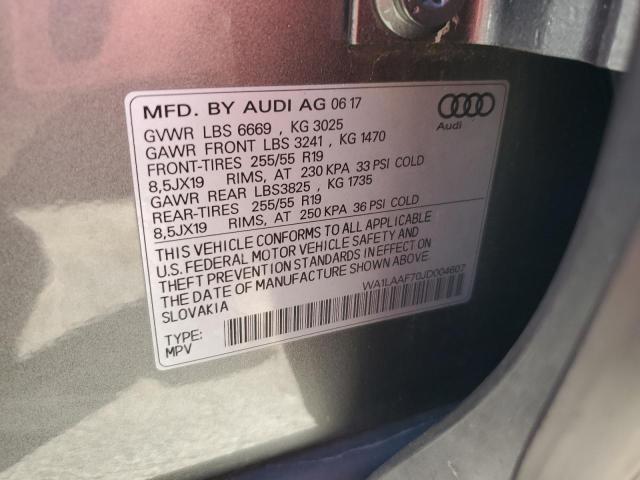 MFD. BY AUDI AG 06 17
GVWR LBS 6669 , KG 3025
GAWR FRONT LBS 3241 , KG 1470
FRONT-TIRES 255/55 R19
8,5JX19 RIMS, AT 230 KPA 33 PSI COLD
GAWR REAR LBS3825 , KG 1735
REAR-TIRES 255/55 R19
8,5JX19 RIMS, AT 250 KPA 36 PSI COLD
THIS VEHICLE CONFORMS TO ALL APPLICABLE
U.S. FEDERAL MOTOR VEHICLE SAFETY AND
THEFT PREVENTION STANDARDS IN EFFECT ON
THE DATE OF MANUFACTURE SHOWN ABOVE.
SLOVAKIA
WA1LAAF70JD004607
TYPE:
MPV
Audi